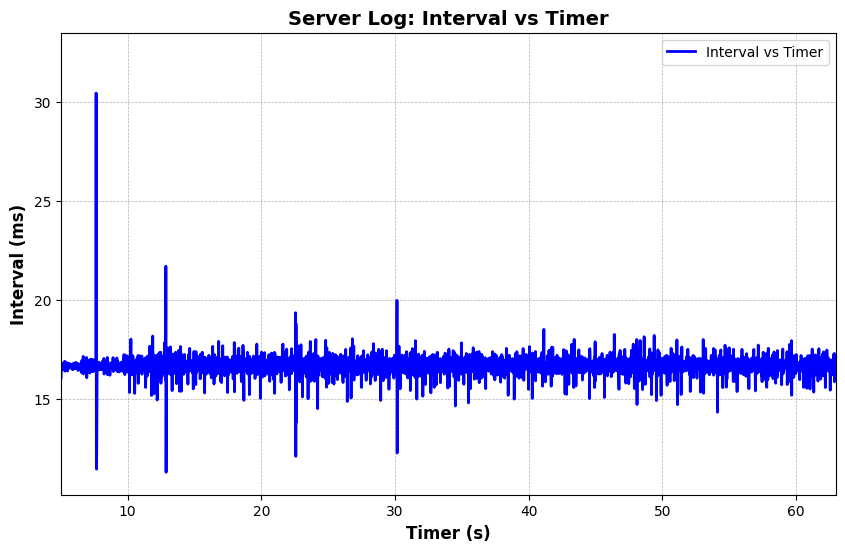 Server Log: Interval vs Timer
Interval vs Timer
30
25
20
15
Interval (ms)
10 20 30 40 50 60
Timer (s)